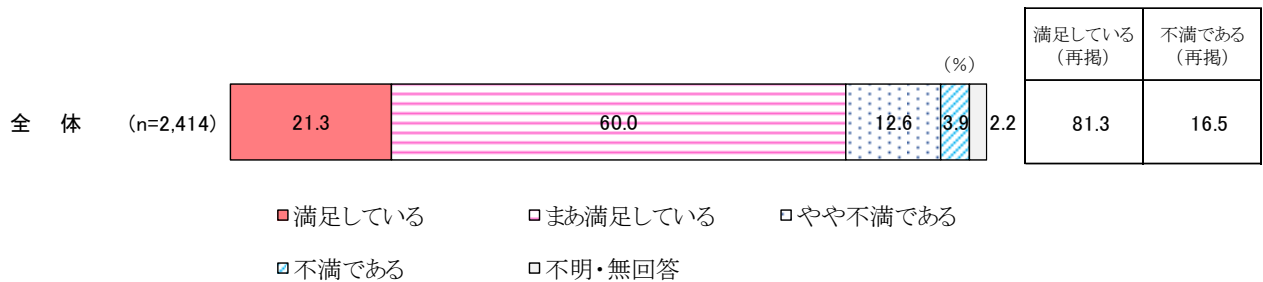 満足している
（再掲）
不満である
（再掲）
(%)
全 体 (n=2,414) 21.3 60.0 12.6 3.9 2.2 81.3 16.5
満足している まあ満足している やや不満である
不満である 不明・無回答